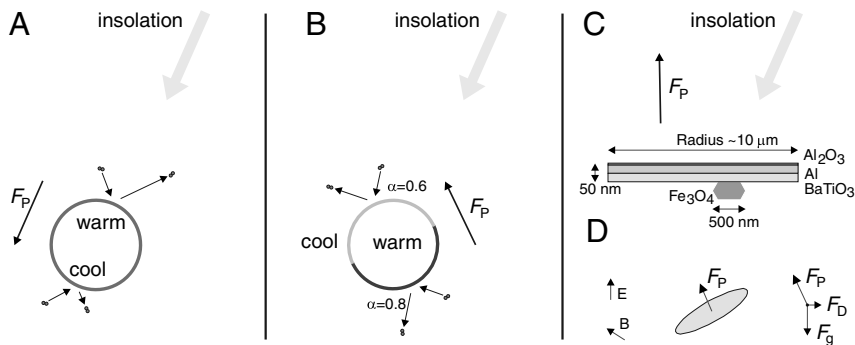 A
insolation
F_P
warm
cool
B
insolation
α=0.6
F_P
cool
warm
α=0.8
C
insolation
F_P
Radius ~10 μm
Al₂O₃
Al
BaTiO₃
50 nm
Fe₃O₄
500 nm
D
E
B
F_P
F_P
F_D
F_g